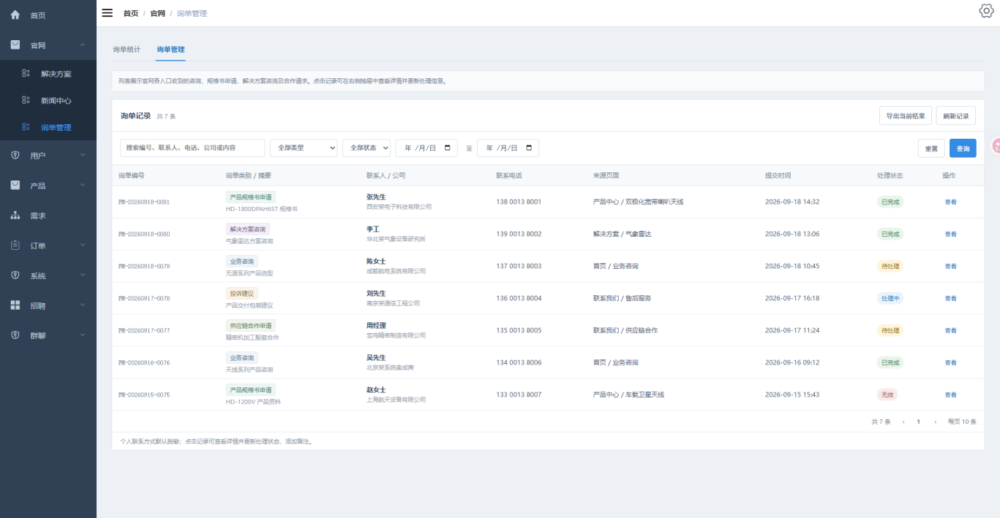 首页
官网
解决方案
新闻中心
询单管理
用户
产品
需求
订单
系统
招聘
群聊
首页 / 官网 / 询单管理
询单统计 询单管理
列表展示官网各入口收到的咨询、规格书申请、解决方案咨询及合作请求。点击记录可在右侧抽屉中查看详情并更新处理信息。
询单记录 共 7 条 导出当前结果 刷新记录
搜索编号、联系人、电话、公司或内容 全部类型 全部状态 年 /月/日 至 年 /月/日 重置 查询
询单编号 询单类别 / 摘要 联系人 / 公司 联系电话 来源页面 提交时间 处理状态 操作
FM-20260918-0081 产品规格书申请 张先生 138 0013 8001 产品中心 / 双极化宽带喇叭天线 2026-09-18 14:32 已完成 查看
HD-1800DPAH6ST 规格书 西安某电子科技有限公司
FM-20260918-0080 解决方案咨询 李工 139 0013 8002 解决方案 / 气象雷达 2026-09-18 13:06 已完成 查看
气象雷达方案咨询 华北某气象设备研究所
FM-20260918-0079 业务咨询 陈女士 137 0013 8003 首页 / 业务咨询 2026-09-18 10:45 待处理 查看
无源系列产品选型 成都航电系统有限公司
FM-20260917-0078 投诉建议 刘先生 136 0013 8004 联系我们 / 售后服务 2026-09-17 16:18 处理中 查看
产品交付包装建议 南京某通信工程公司
FM-20260917-0077 供应链合作申请 周经理 135 0013 8005 联系我们 / 供应链合作 2026-09-17 11:24 待处理 查看
精密机加工配套合作 宝鸡精密制造有限公司
FM-20260916-0076 业务咨询 吴先生 134 0013 8006 首页 / 业务咨询 2026-09-16 09:12 已完成 查看
天线系列产品咨询 北京某系统集成商
FM-20260915-0075 产品规格书申请 赵女士 133 0013 8007 产品中心 / 车载卫星天线 2026-09-15 15:43 无效 查看
HD-1200V 产品资料 上海航天设备有限公司
共 7 条 ‹ 1 › 每页 10 条
个人联系方式默认脱敏；点击记录可查看详情并更新处理状态、添加备注。